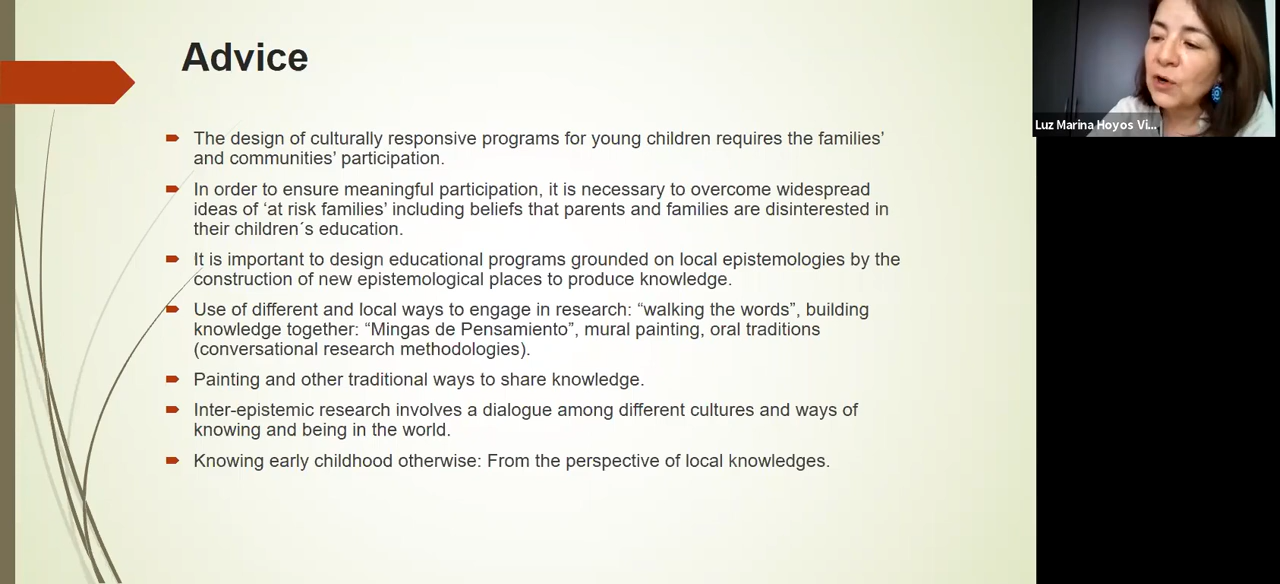 Advice
The design of culturally responsive programs for young children requires the families’
and communities’ participation.
In order to ensure meaningful participation, it is necessary to overcome widespread
ideas of ‘at risk families’ including beliefs that parents and families are disinterested in
their children´s education.
It is important to design educational programs grounded on local epistemologies by the
construction of new epistemological places to produce knowledge.
Use of different and local ways to engage in research: “walking the words”, building
knowledge together: “Mingas de Pensamiento”, mural painting, oral traditions
(conversational research methodologies).
Painting and other traditional ways to share knowledge.
Inter-epistemic research involves a dialogue among different cultures and ways of
knowing and being in the world.
Knowing early childhood otherwise: From the perspective of local knowledges.
Luz Marina Hoyos Vi...